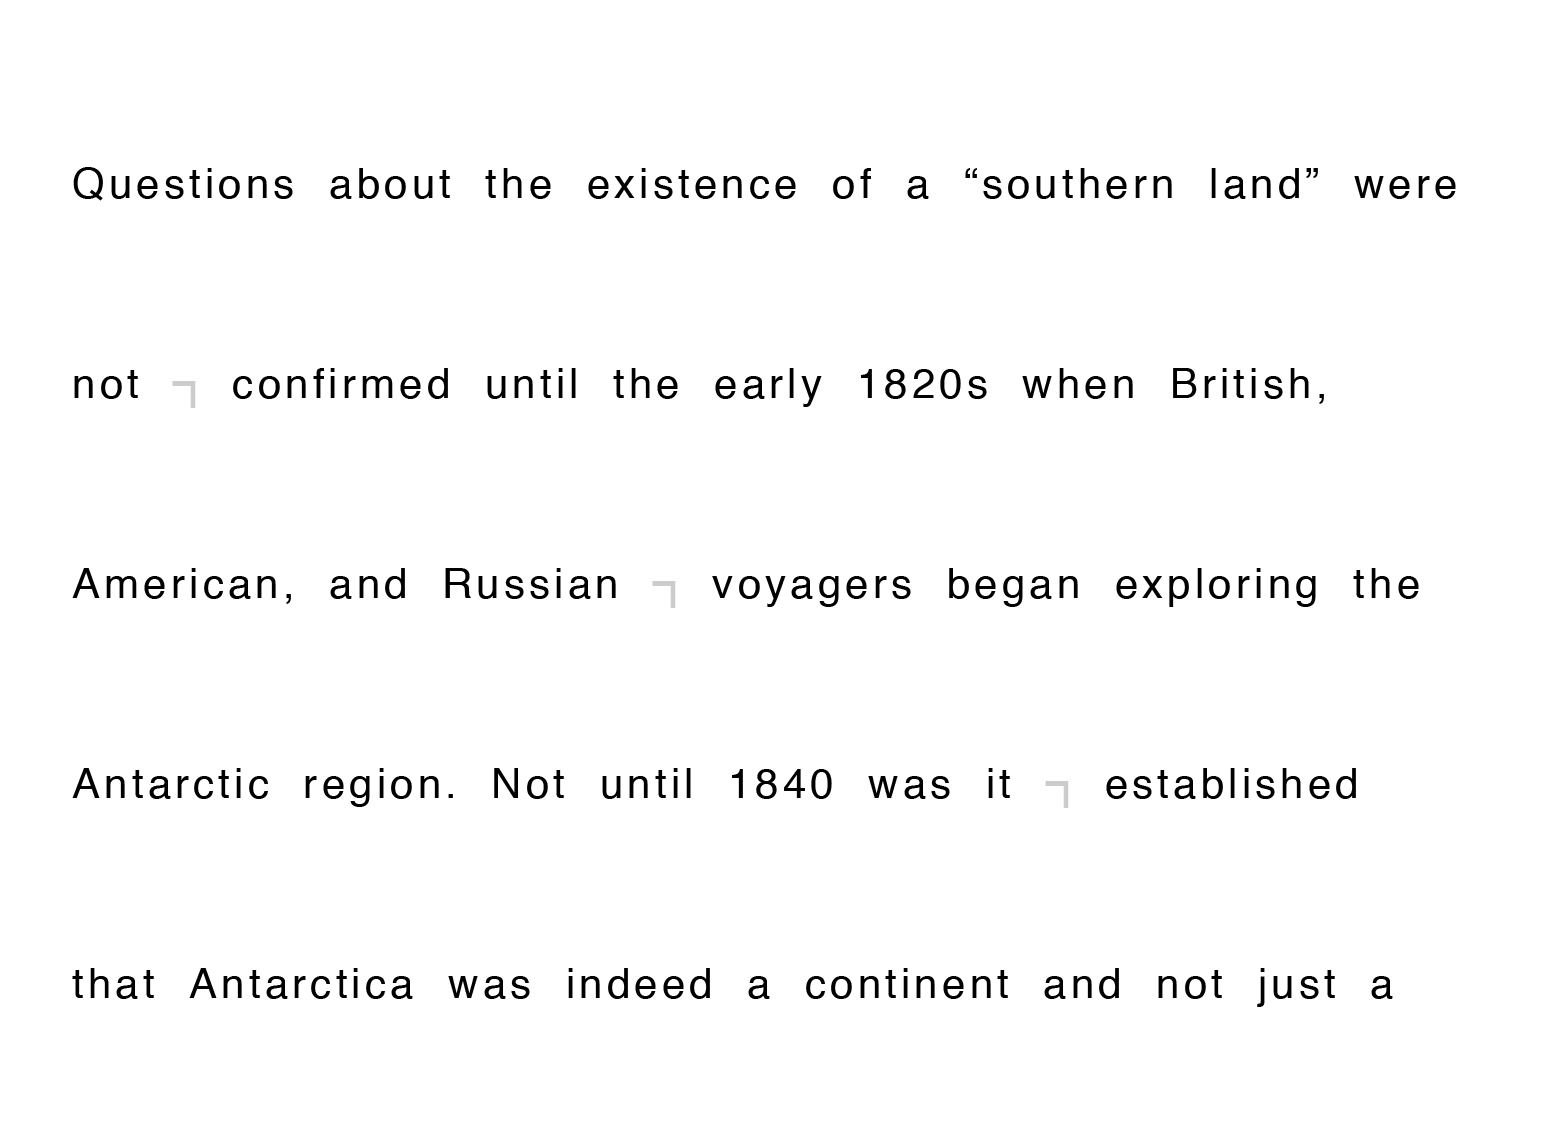 Questions about the existence of a “southern land” were
not ¬ confirmed until the early 1820s when British,
American, and Russian ¬ voyagers began exploring the
Antarctic region. Not until 1840 was it ¬ established
that Antarctica was indeed a continent and not just a